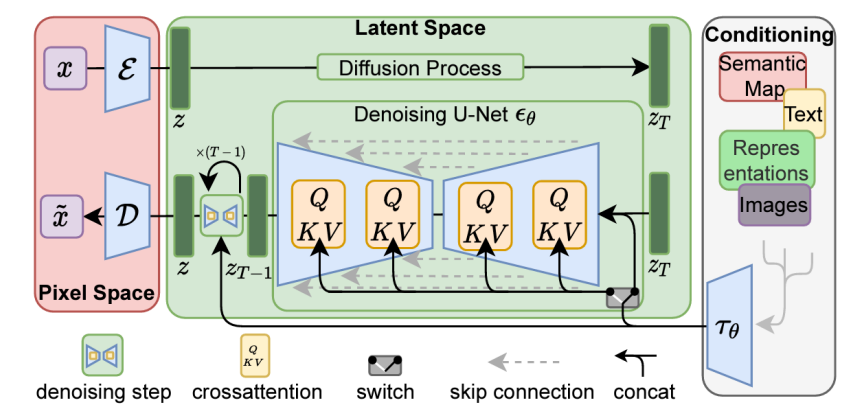 Latent Space
Conditioning
x
ℰ
Diffusion Process
Semantic
Map
Text
z
Denoising U-Net ϵ_θ
z_T
×(T−1)
Repres
entations
Images
Q
KV
Q
KV
Q
KV
Q
KV
x̃
𝒟
z
z_{T−1}
z_T
Pixel Space
τ_θ
Q
KV
denoising step
crossattention
switch
skip connection
concat